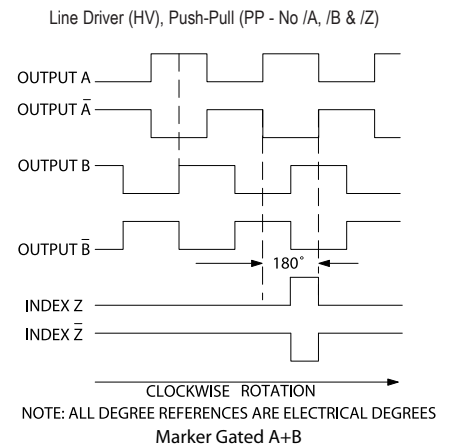 Line Driver (HV), Push-Pull (PP - No /A, /B & /Z)
OUTPUT A
OUTPUT A̅
OUTPUT B
OUTPUT B̅
180°
INDEX Z
INDEX Z̅
CLOCKWISE ROTATION
NOTE: ALL DEGREE REFERENCES ARE ELECTRICAL DEGREES
Marker Gated A+B